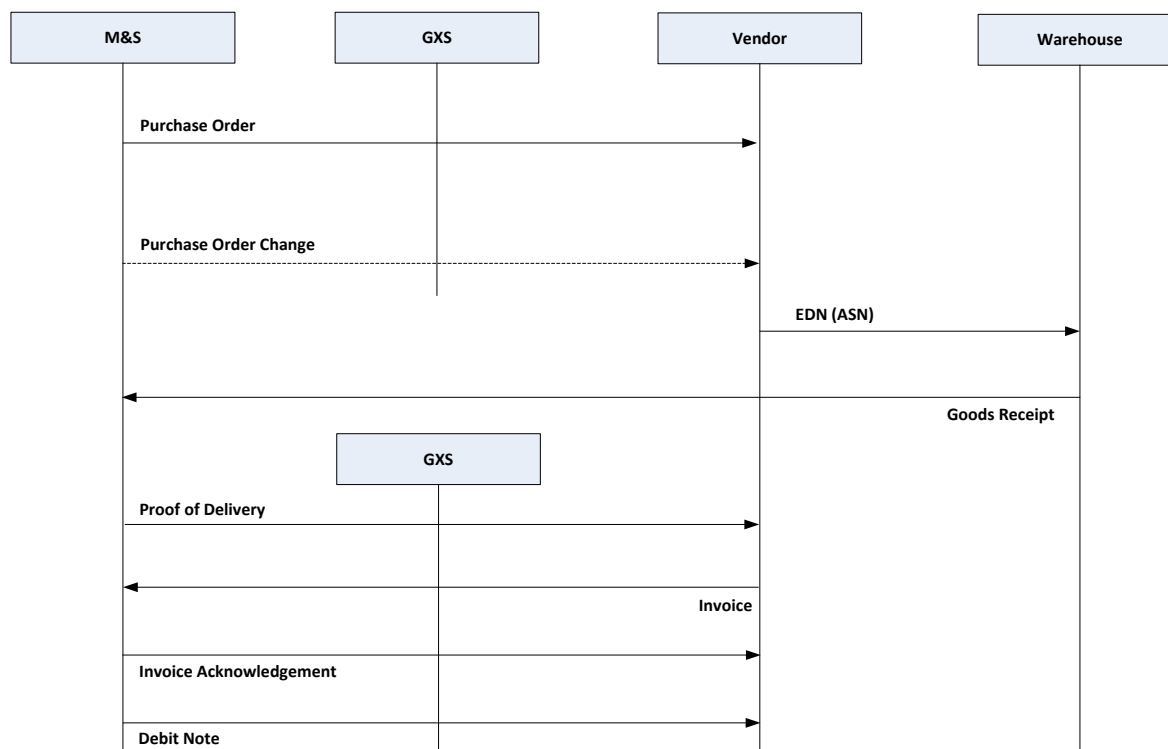 M&S
GXS
Vendor
Warehouse
Purchase Order
Purchase Order Change
EDN (ASN)
Goods Receipt
GXS
Proof of Delivery
Invoice
Invoice Acknowledgement
Debit Note